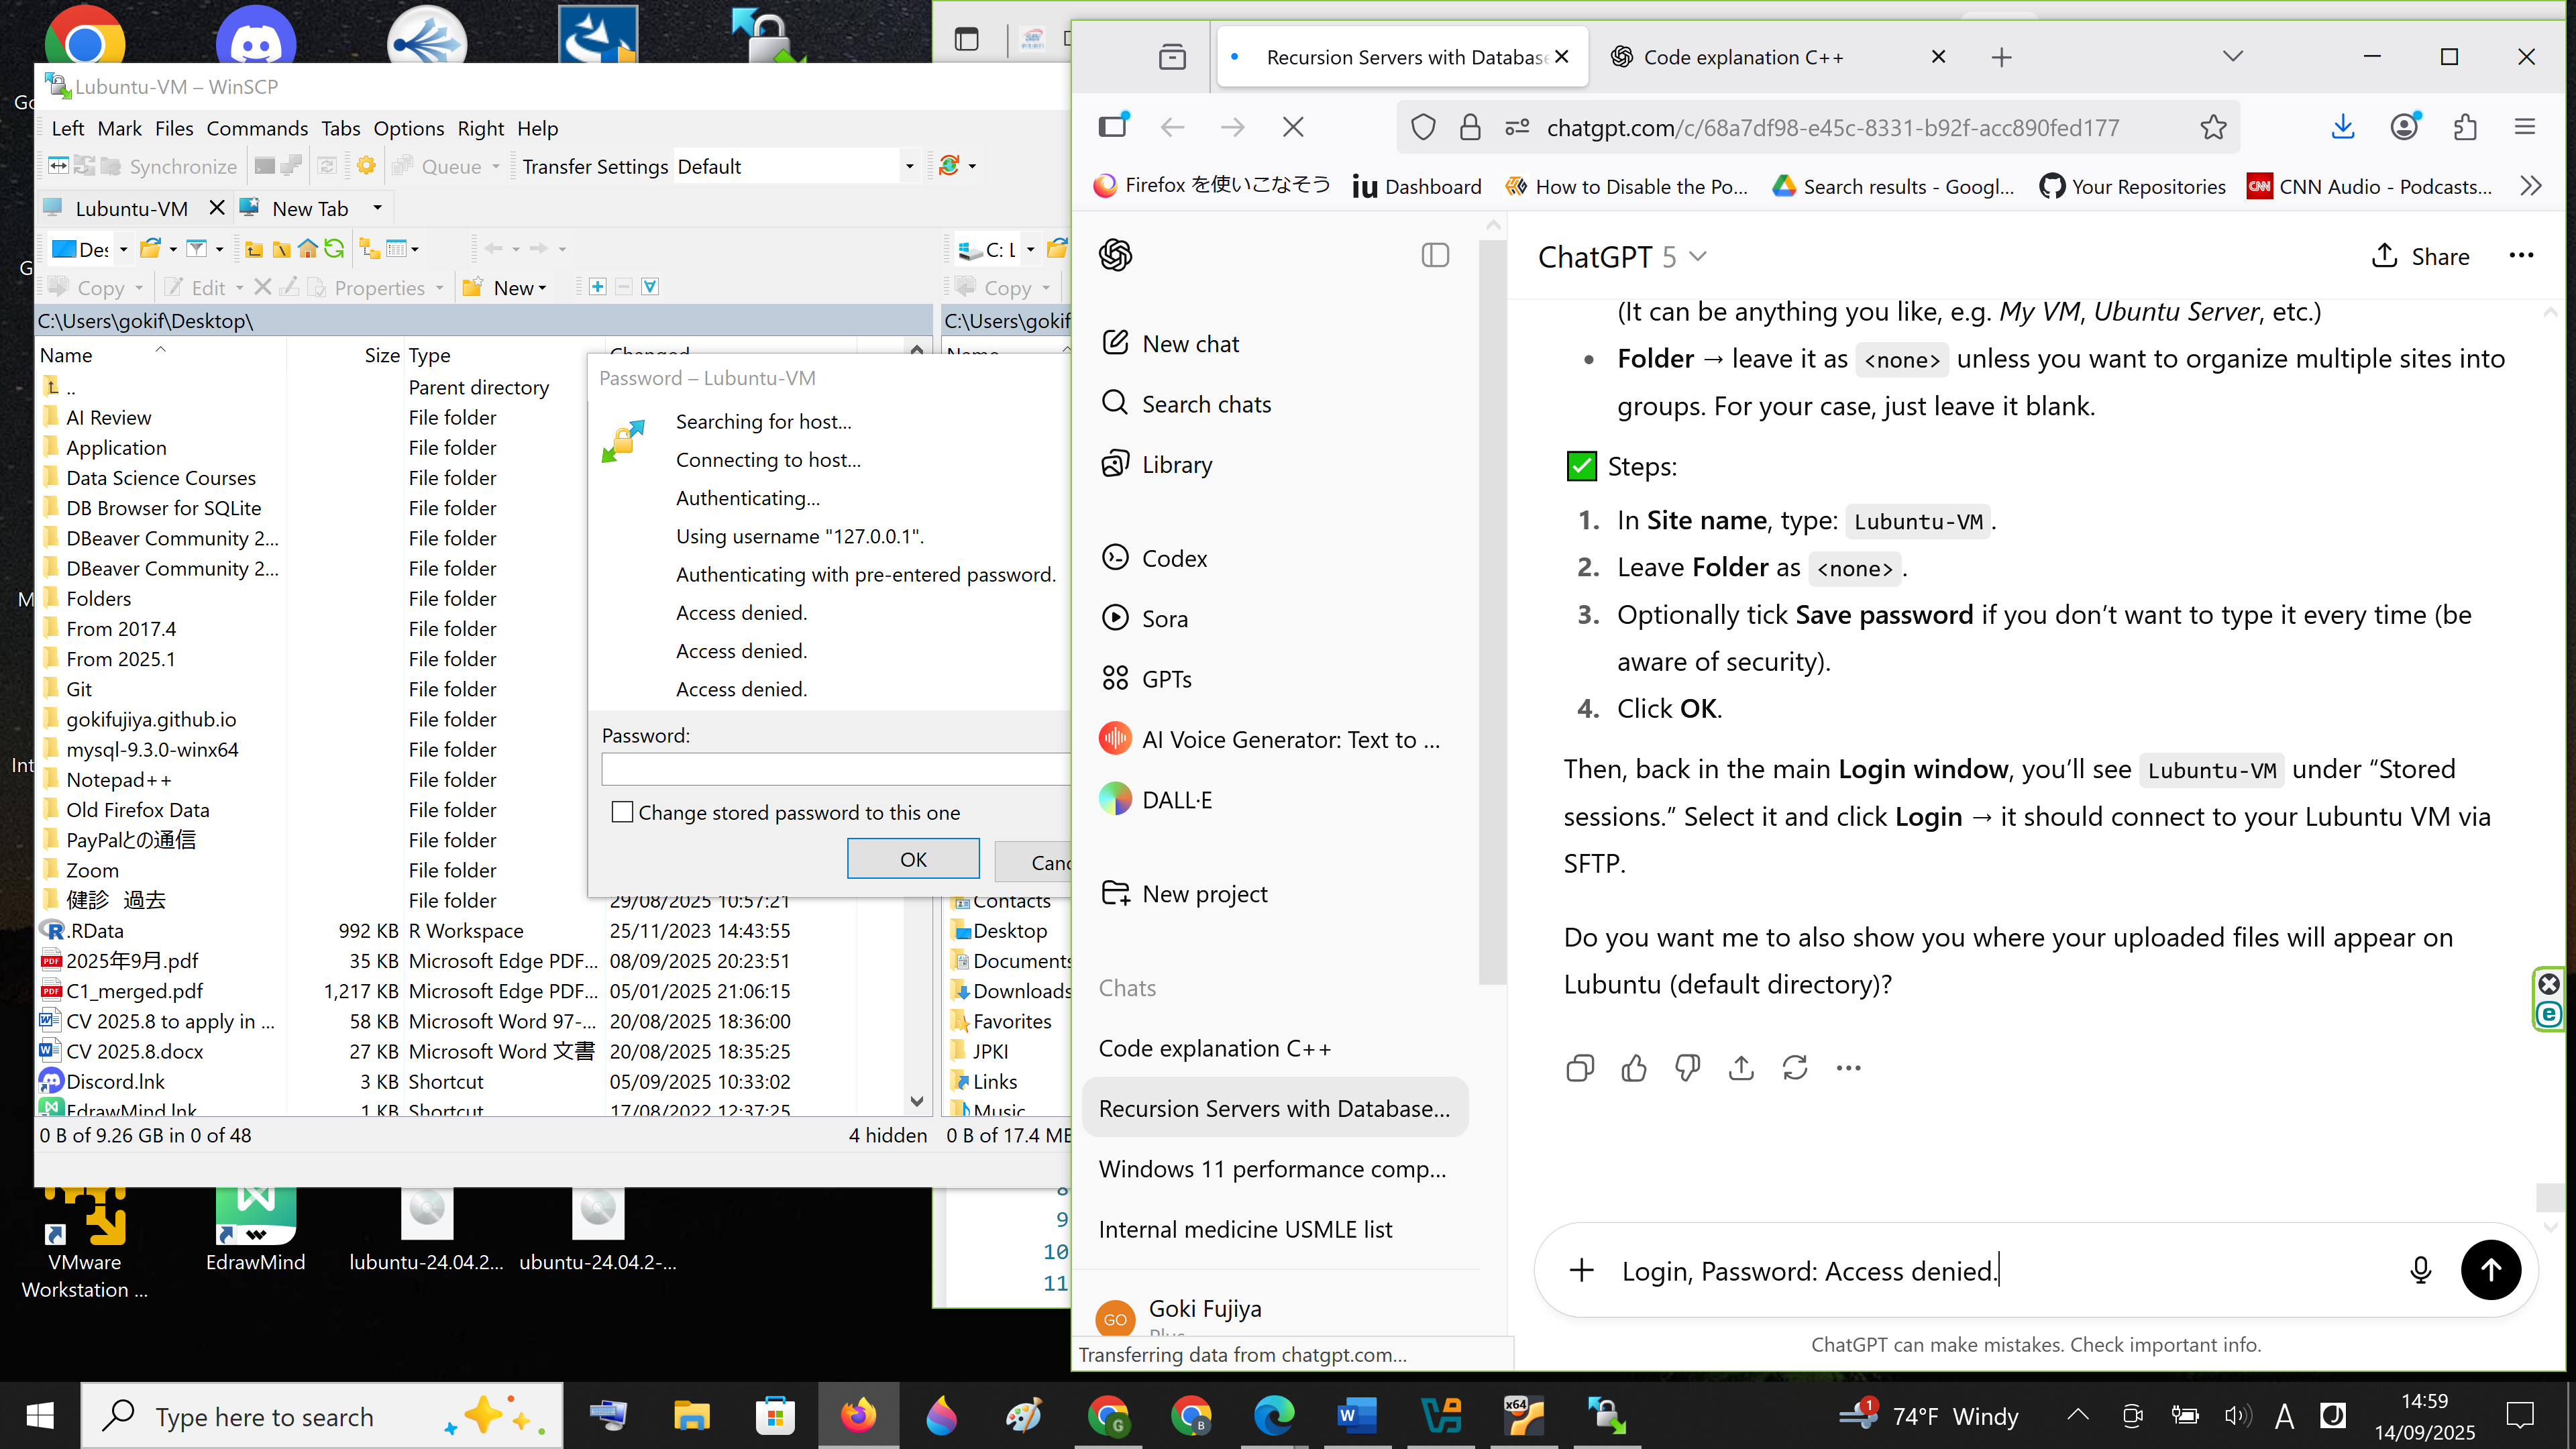 Lubuntu-VM – WinSCP
Left Mark Files Commands Tabs Options Right Help
Synchronize
Queue
Transfer Settings Default
Lubuntu-VM
New Tab
Des
C: L
Copy
Edit
Properties
New
Copy
C:\Users\gokif\Desktop\
C:\Users\gokif
Name Size Type Changed
.. Parent directory
AI Review File folder
Application File folder
Data Science Courses File folder
DB Browser for SQLite File folder
DBeaver Community 2... File folder
DBeaver Community 2... File folder
Folders File folder
From 2017.4 File folder
From 2025.1 File folder
Git File folder
gokifujiya.github.io File folder
mysql-9.3.0-winx64 File folder
Notepad++ File folder
Old Firefox Data File folder
PayPalとの通信 File folder
Zoom File folder
健診 過去 File folder 29/08/2025 10:57:21
.RData 992 KB R Workspace 25/11/2023 14:43:55
2025年9月.pdf 35 KB Microsoft Edge PDF... 08/09/2025 20:23:51
C1_merged.pdf 1,217 KB Microsoft Edge PDF... 05/01/2025 21:06:15
CV 2025.8 to apply in ... 58 KB Microsoft Word 97-... 20/08/2025 18:36:00
CV 2025.8.docx 27 KB Microsoft Word 文書 20/08/2025 18:35:25
Discord.lnk 3 KB Shortcut 05/09/2025 10:33:02
EdrawMind.lnk 1 KB Shortcut 17/08/2022 12:37:25
0 B of 9.26 GB in 0 of 48
4 hidden
Name
Contacts
Desktop
Documents
Downloads
Favorites
JPKI
Links
Music
0 B of 17.4 MB
Password – Lubuntu-VM
Searching for host...
Connecting to host...
Authenticating...
Using username "127.0.0.1".
Authenticating with pre-entered password.
Access denied.
Access denied.
Access denied.
Password:
Change stored password to this one
OK
Canc
8
9
10
11
VMware
Workstation ...
EdrawMind
lubuntu-24.04.2...
ubuntu-24.04.2-...
Recursion Servers with Database
Code explanation C++
chatgpt.com/c/68a7df98-e45c-8331-b92f-acc890fed177
Firefox を使いこなそう
iu Dashboard
How to Disable the Po...
Search results - Googl...
Your Repositories
CNN CNN Audio - Podcasts...
New chat
Search chats
Library
Codex
Sora
GPTs
AI Voice Generator: Text to ...
DALL·E
New project
Chats
Code explanation C++
Recursion Servers with Database...
Windows 11 performance comp...
Internal medicine USMLE list
GO Goki Fujiya
Plus
Transferring data from chatgpt.com...
ChatGPT 5
Share
(It can be anything you like, e.g. My VM, Ubuntu Server, etc.)
• Folder → leave it as <none> unless you want to organize multiple sites into
groups. For your case, just leave it blank.
✅ Steps:
1. In Site name, type: Lubuntu-VM.
2. Leave Folder as <none>.
3. Optionally tick Save password if you don’t want to type it every time (be
aware of security).
4. Click OK.
Then, back in the main Login window, you’ll see Lubuntu-VM under “Stored
sessions.” Select it and click Login → it should connect to your Lubuntu VM via
SFTP.
Do you want me to also show you where your uploaded files will appear on
Lubuntu (default directory)?
Login, Password: Access denied.
ChatGPT can make mistakes. Check important info.
Type here to search
x64
1
74°F Windy
A
14:59
14/09/2025